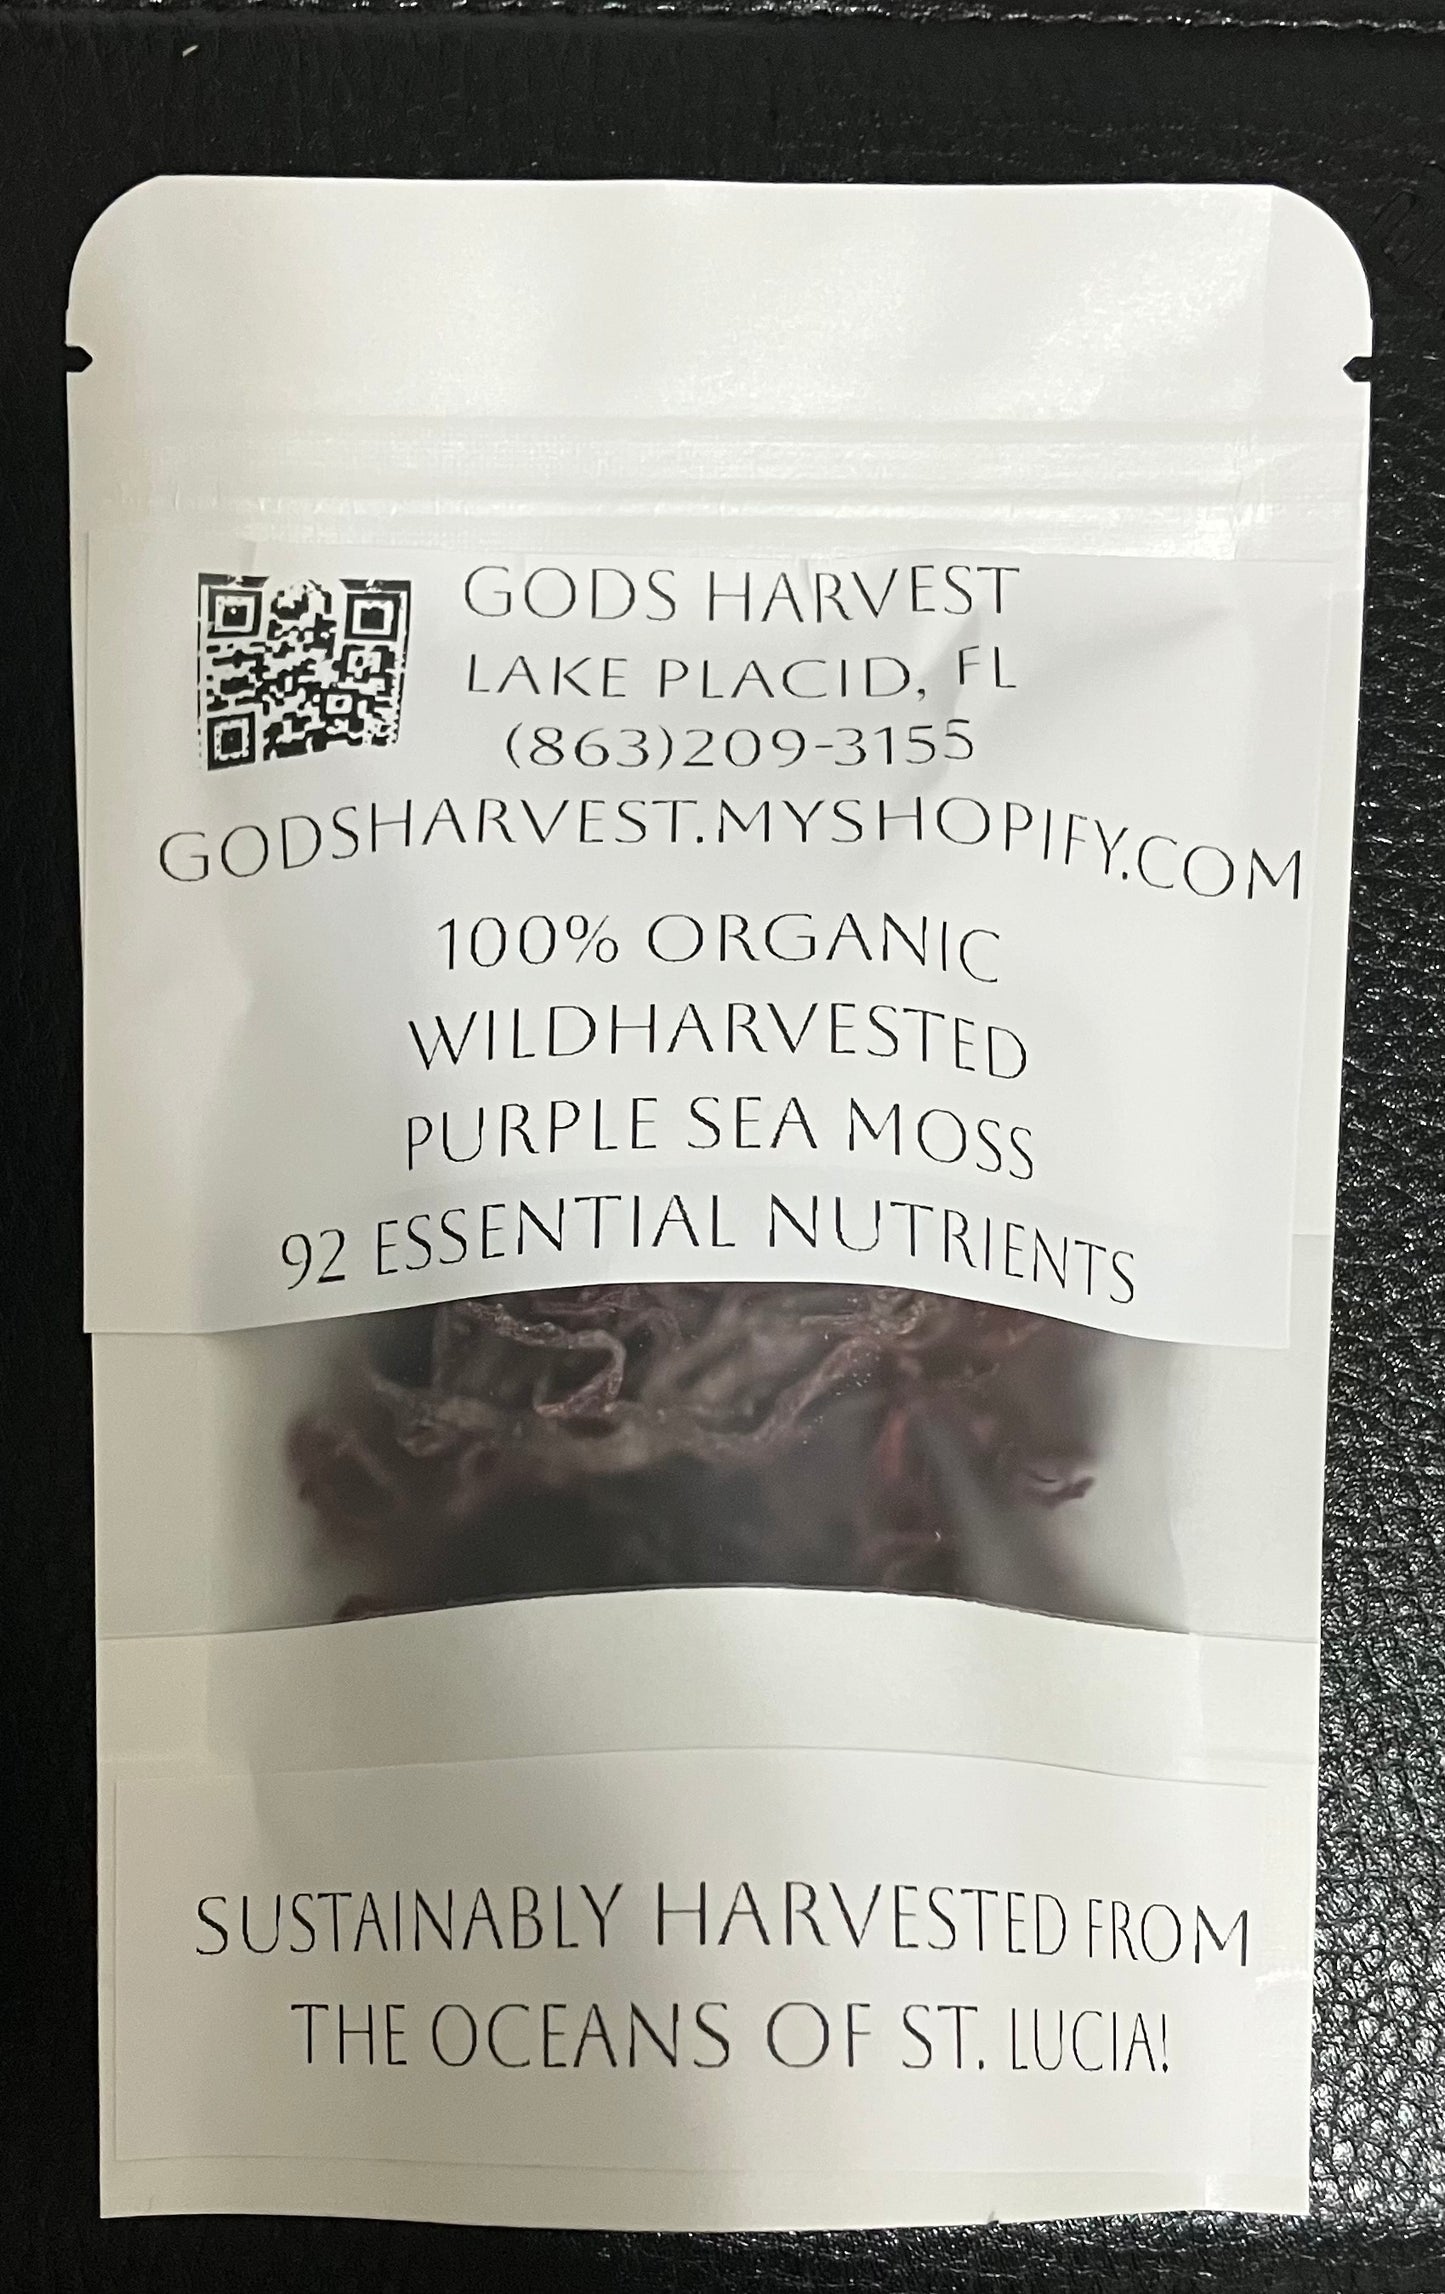 GODS HARVEST
LAKE PLACID, FL
(863)209-3155
GODSHARVEST.MYSHOPIFY.COM
100% ORGANIC
WILDHARVESTED
PURPLE SEA MOSS
92 ESSENTIAL NUTRIENTS
SUSTAINABLY HARVESTED FROM
THE OCEANS OF ST. LUCIA!